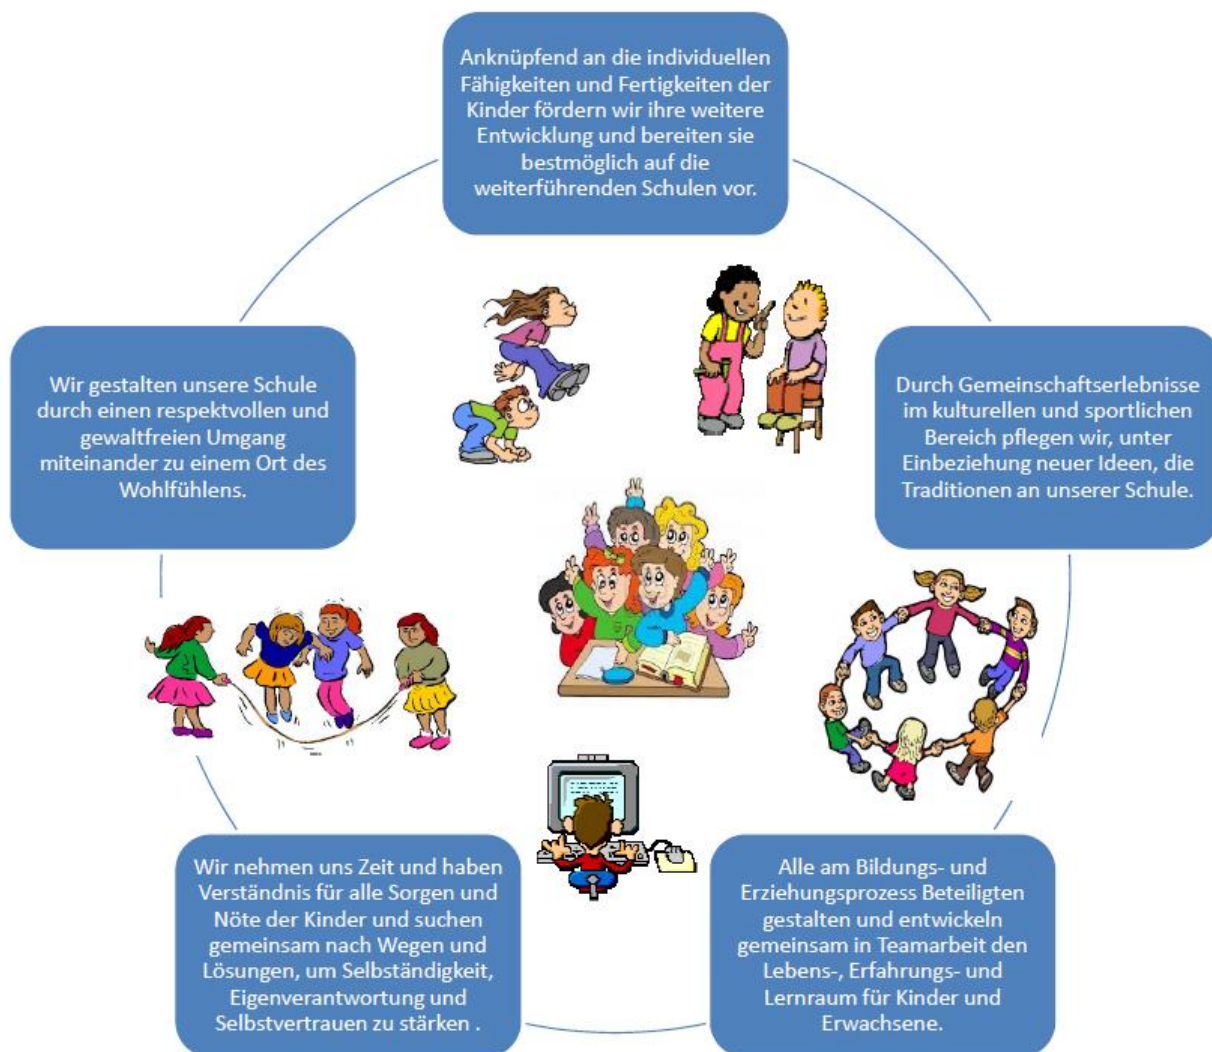 Anknüpfend an die individuellen
Fähigkeiten und Fertigkeiten der
Kinder fördern wir ihre weitere
Entwicklung und bereiten sie
bestmöglich auf die
weiterführenden Schulen vor.
Wir gestalten unsere Schule
durch einen respektvollen und
gewaltfreien Umgang
miteinander zu einem Ort des
Wohlfühlens.
Durch Gemeinschaftserlebnisse
im kulturellen und sportlichen
Bereich pflegen wir, unter
Einbeziehung neuer Ideen, die
Traditionen an unserer Schule.
Wir nehmen uns Zeit und haben
Verständnis für alle Sorgen und
Nöte der Kinder und suchen
gemeinsam nach Wegen und
Lösungen, um Selbständigkeit,
Eigenverantwortung und
Selbstvertrauen zu stärken .
Alle am Bildungs- und
Erziehungsprozess Beteiligten
gestalten und entwickeln
gemeinsam in Teamarbeit den
Lebens-, Erfahrungs- und
Lernraum für Kinder und
Erwachsene.